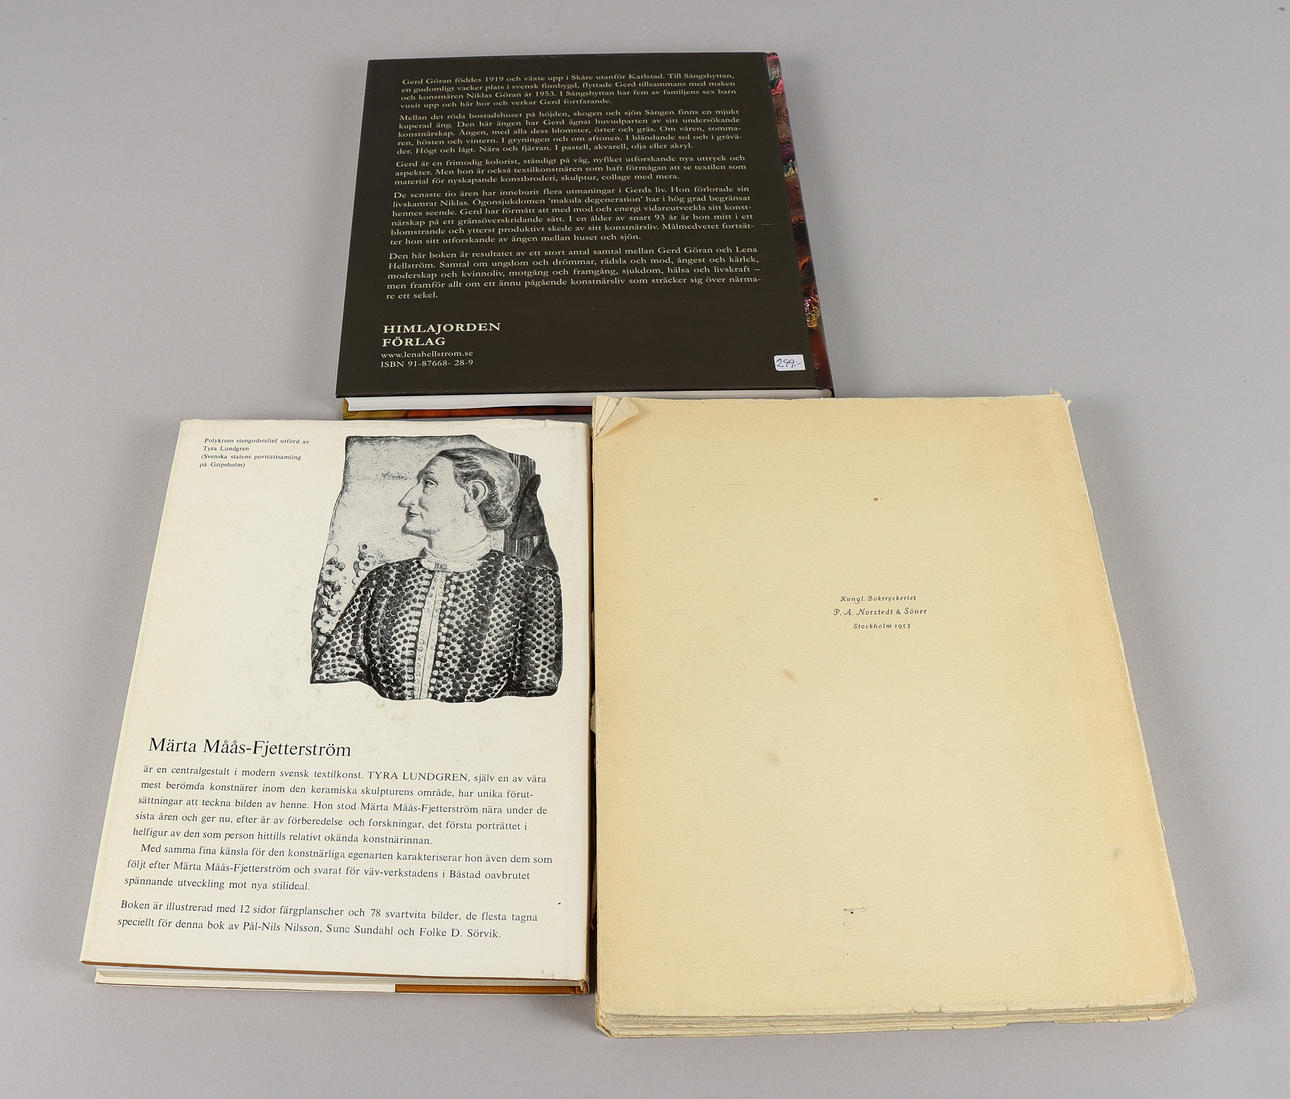 Gerd Göran föddes 1919 och växte upp i Skåre utanför Karlstad. Till Sångshyttan,
en gudomligt vacker plats i svensk finnbygd, flyttade Gerd tillsammans med maken
och konstnären Niklas Göran år 1953. I Sångshyttan har fem av familjens sex barn
vuxit upp och här bor och verkar Gerd fortfarande.
Mellan det röda bostadshuset på höjden, skogen och sjön Sången finns en mjukt
kuperad äng. Den här ängen har Gerd ägnat huvudparten av sitt undersökande
konstnärskap. Ängen, med alla dess blomster, örter och gräs. Om våren, somma-
ren, hösten och vintern. I gryningen och om aftonen. I bländande sol och i gråvä-
der. Högt och lågt. Nära och fjärran. I pastell, akvarell, olja eller akryl.
Gerd är en frimodig kolorist, ständigt på väg, nyfiket utforskande nya uttryck och
aspekter. Men hon är också textilkonstnären som haft förmågan att se textilen som
material för nyskapande konstbroderi, skulptur, collage med mera.
De senaste tio åren har inneburit flera utmaningar i Gerds liv. Hon förlorade sin
livskamrat Niklas. Ögonsjukdomen ‘makula degeneration’ har i hög grad begränsat
hennes seende. Gerd har förmått att med mod och energi vidareutveckla sitt konst-
närskap på ett gränsöverskridande sätt. I en ålder av snart 93 år är hon mitt i ett
blomstrande och ytterst produktivt skede av sitt konstnärsliv. Målmedvetet fortsät-
ter hon sitt utforskande av ängen mellan huset och sjön.
Den här boken är resultatet av ett stort antal samtal mellan Gerd Göran och Lena
Hellström. Samtal om ungdom och drömmar, rädsla och mod, ångest och kärlek,
moderskap och kvinnoliv, motgång och framgång, sjukdom, hälsa och livskraft –
men framför allt om ett ännu pågående konstnärsliv som sträcker sig över närma-
re ett sekel.
HIMLAJORDEN
FÖRLAG
www.lenahellstrom.se
ISBN 91-87668- 28-9
299:-
Polykrom stengodsrelief utförd av
Tyra Lundgren
(Svenska statens porträttsamling
på Gripsholm)
Märta Måås-Fjetterström
är en centralgestalt i modern svensk textilkonst. TYRA LUNDGREN, själv en av våra
mest berömda konstnärer inom den keramiska skulpturens område, har unika förut-
sättningar att teckna bilden av henne. Hon stod Märta Måås-Fjetterström nära under de
sista åren och ger nu, efter år av förberedelse och forskningar, det första porträttet i
helfigur av den som person hittills relativt okända konstnärinnan.
Med samma fina känsla för den konstnärliga egenarten karakteriserar hon även dem som
följt efter Märta Måås-Fjetterström och svarat för väv-verkstadens i Båstad oavbrutet
spännande utveckling mot nya stilideal.
Boken är illustrerad med 12 sidor färgplanscher och 78 svartvita bilder, de flesta tagna
speciellt för denna bok av Pål-Nils Nilsson, Sune Sundahl och Folke D. Sörvik.
Kungl. Boktryckeriet
P. A. Norstedt & Söner
Stockholm 1953